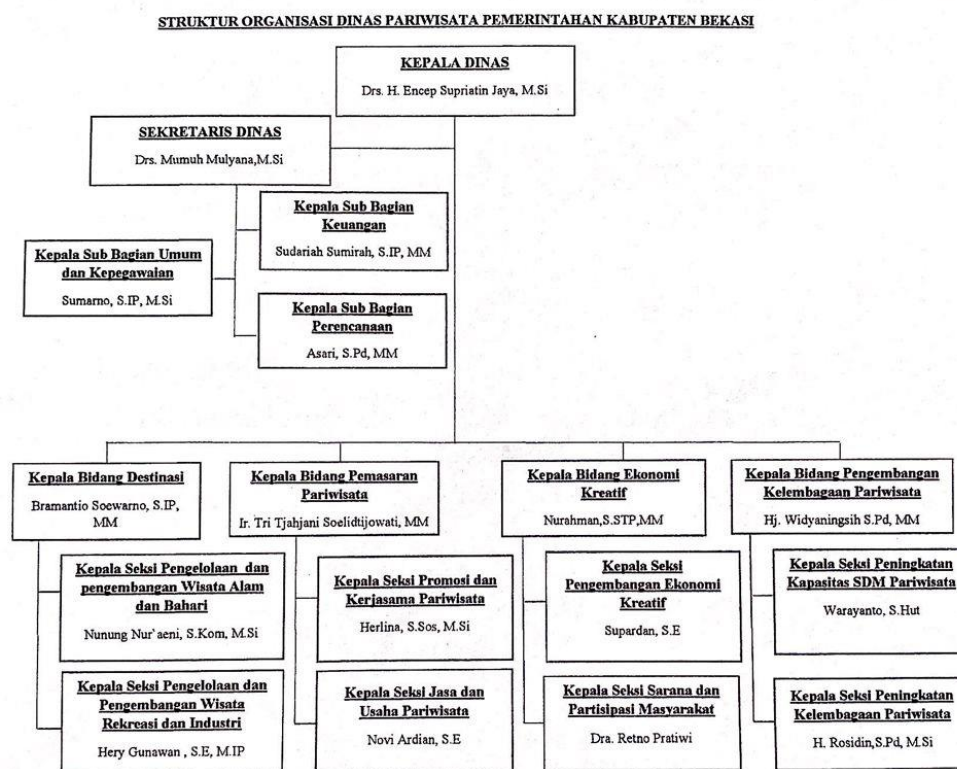 STRUKTUR ORGANISASI DINAS PARIWISATA PEMERINTAHAN KABUPATEN BEKASI
KEPALA DINAS
Drs. H. Encep Supriatin Jaya, M.Si
SEKRETARIS DINAS
Drs. Mumuh Mulyana,M.Si
Kepala Sub Bagian
Keuangan
Sudariah Sumirah, S.IP, MM
Kepala Sub Bagian Umum
dan Kepegawaian
Sumarno, S.IP, M.Si
Kepala Sub Bagian
Perencanaan
Asari, S.Pd, MM
Kepala Bidang Destinasi
Bramantio Soewarno, S.IP,
MM
Kepala Bidang Pemasaran
Pariwisata
Ir. Tri Tjahjani Soelidtijowati, MM
Kepala Bidang Ekonomi
Kreatif
Nurahman,S.STP,MM
Kepala Bidang Pengembangan
Kelembagaan Pariwisata
Hj. Widyaningsih S.Pd, MM
Kepala Seksi Pengelolaan dan
pengembangan Wisata Alam
dan Bahari
Nunung Nur`aeni, S.Kom, M.Si
Kepala Seksi Promosi dan
Kerjasama Pariwisata
Herlina, S.Sos, M.Si
Kepala Seksi
Pengembangan Ekonomi
Kreatif
Supardan, S.E
Kepala Seksi Peningkatan
Kapasitas SDM Pariwisata
Warayanto, S.Hut
Kepala Seksi Pengelolaan dan
Pengembangan Wisata
Rekreasi dan Industri
Hery Gunawan , S.E, M.IP
Kepala Seksi Jasa dan
Usaha Pariwisata
Novi Ardian, S.E
Kepala Seksi Sarana dan
Partisipasi Masyarakat
Dra. Retno Pratiwi
Kepala Seksi Peningkatan
Kelembagaan Pariwisata
H. Rosidin,S.Pd, M.Si